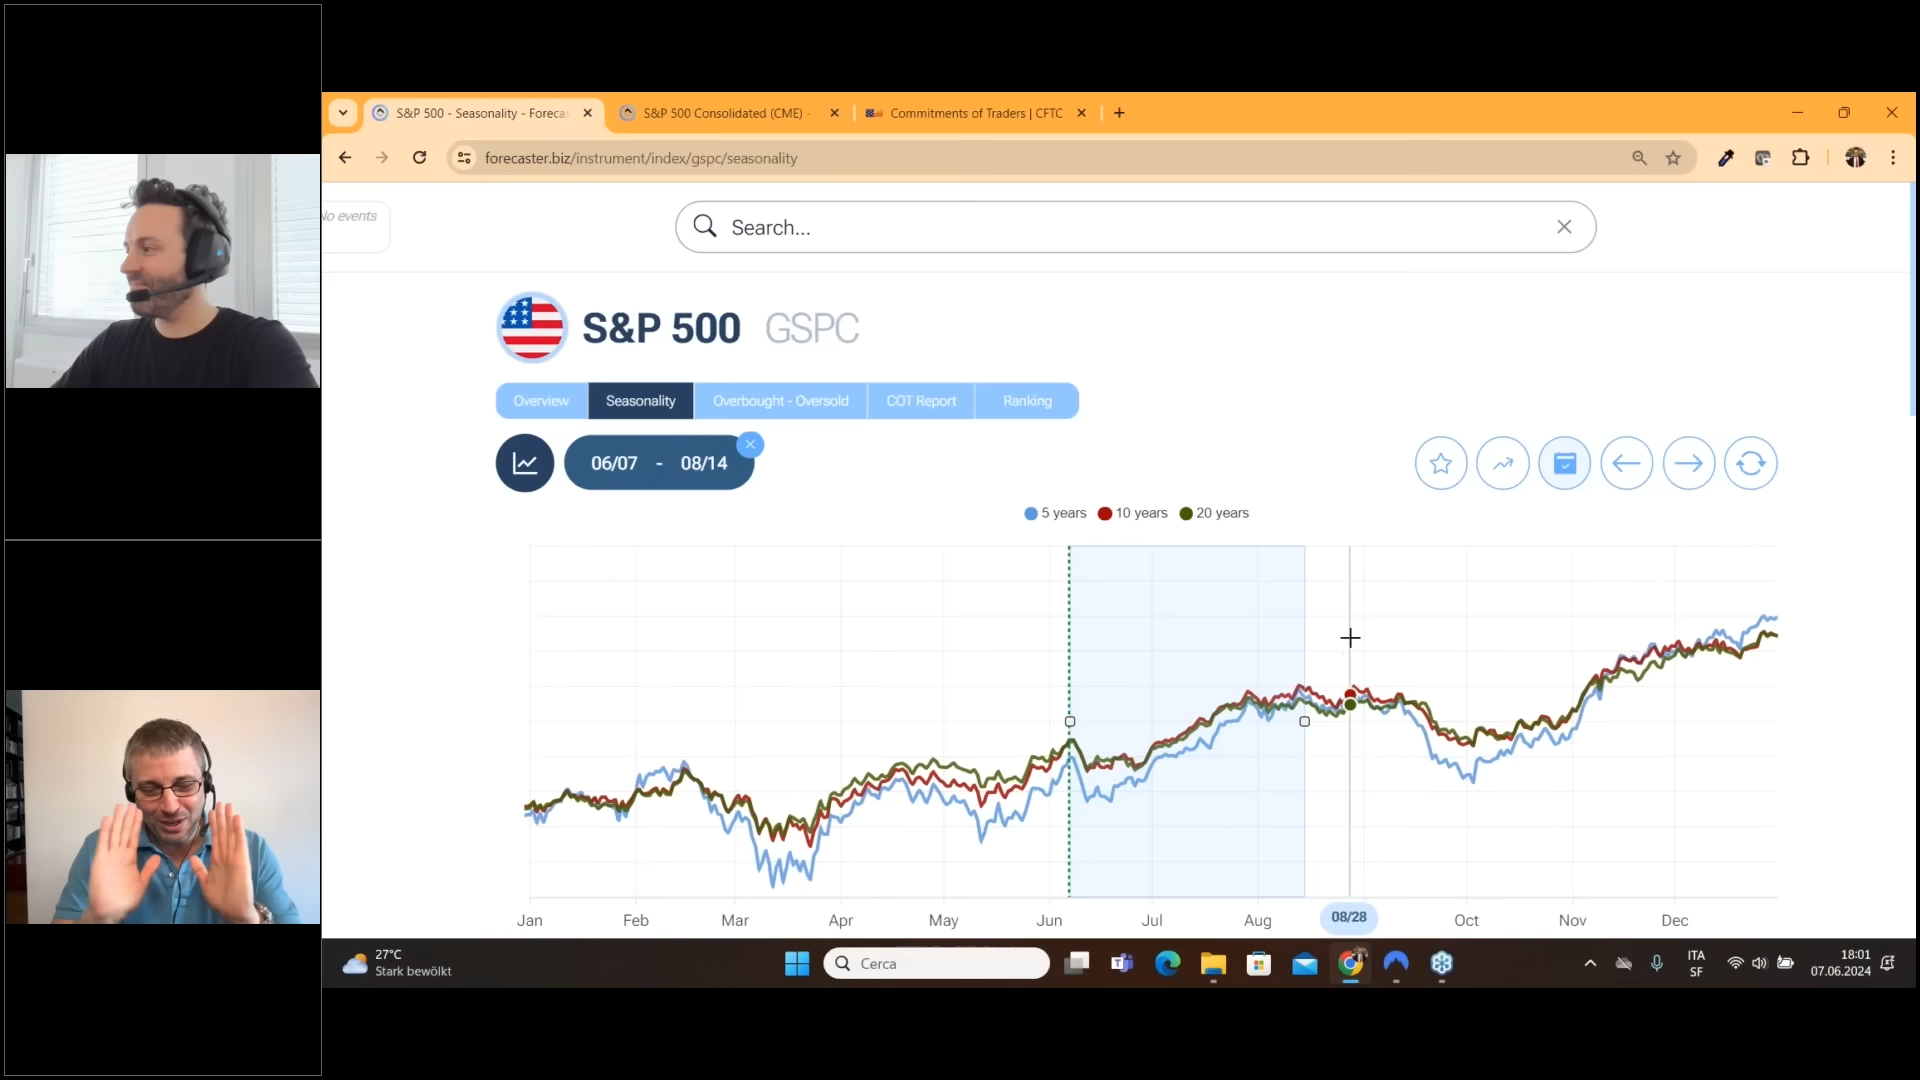 S&P 500 - Seasonality - Foreca
S&P 500 Consolidated (CME) -
Commitments of Traders | CFTC
forecaster.biz/instrument/index/gspc/seasonality
No events
Search...
S&P 500 GSPC
Overview
Seasonality
Overbought - Oversold
COT Report
Ranking
06/07 - 08/14
5 years
10 years
20 years
Jan
Feb
Mar
Apr
May
Jun
Jul
Aug
08/28
Oct
Nov
Dec
27°C
Stark bewölkt
Cerca
ITA
SF
18:01
07.06.2024